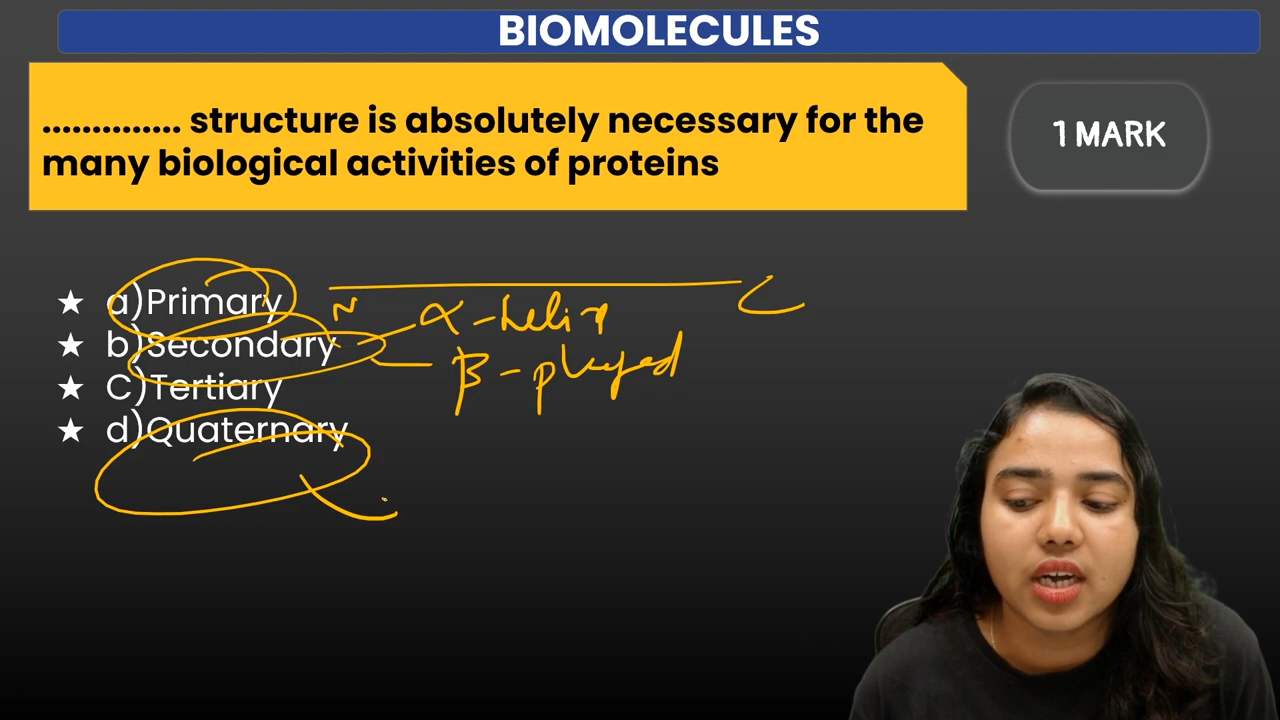 BIOMOLECULES
.............. structure is absolutely necessary for the
many biological activities of proteins
1 MARK
★ a)Primary
N C
α-helix
★ b)Secondary
β-
★ C)Tertiary
★ d)Quaternary